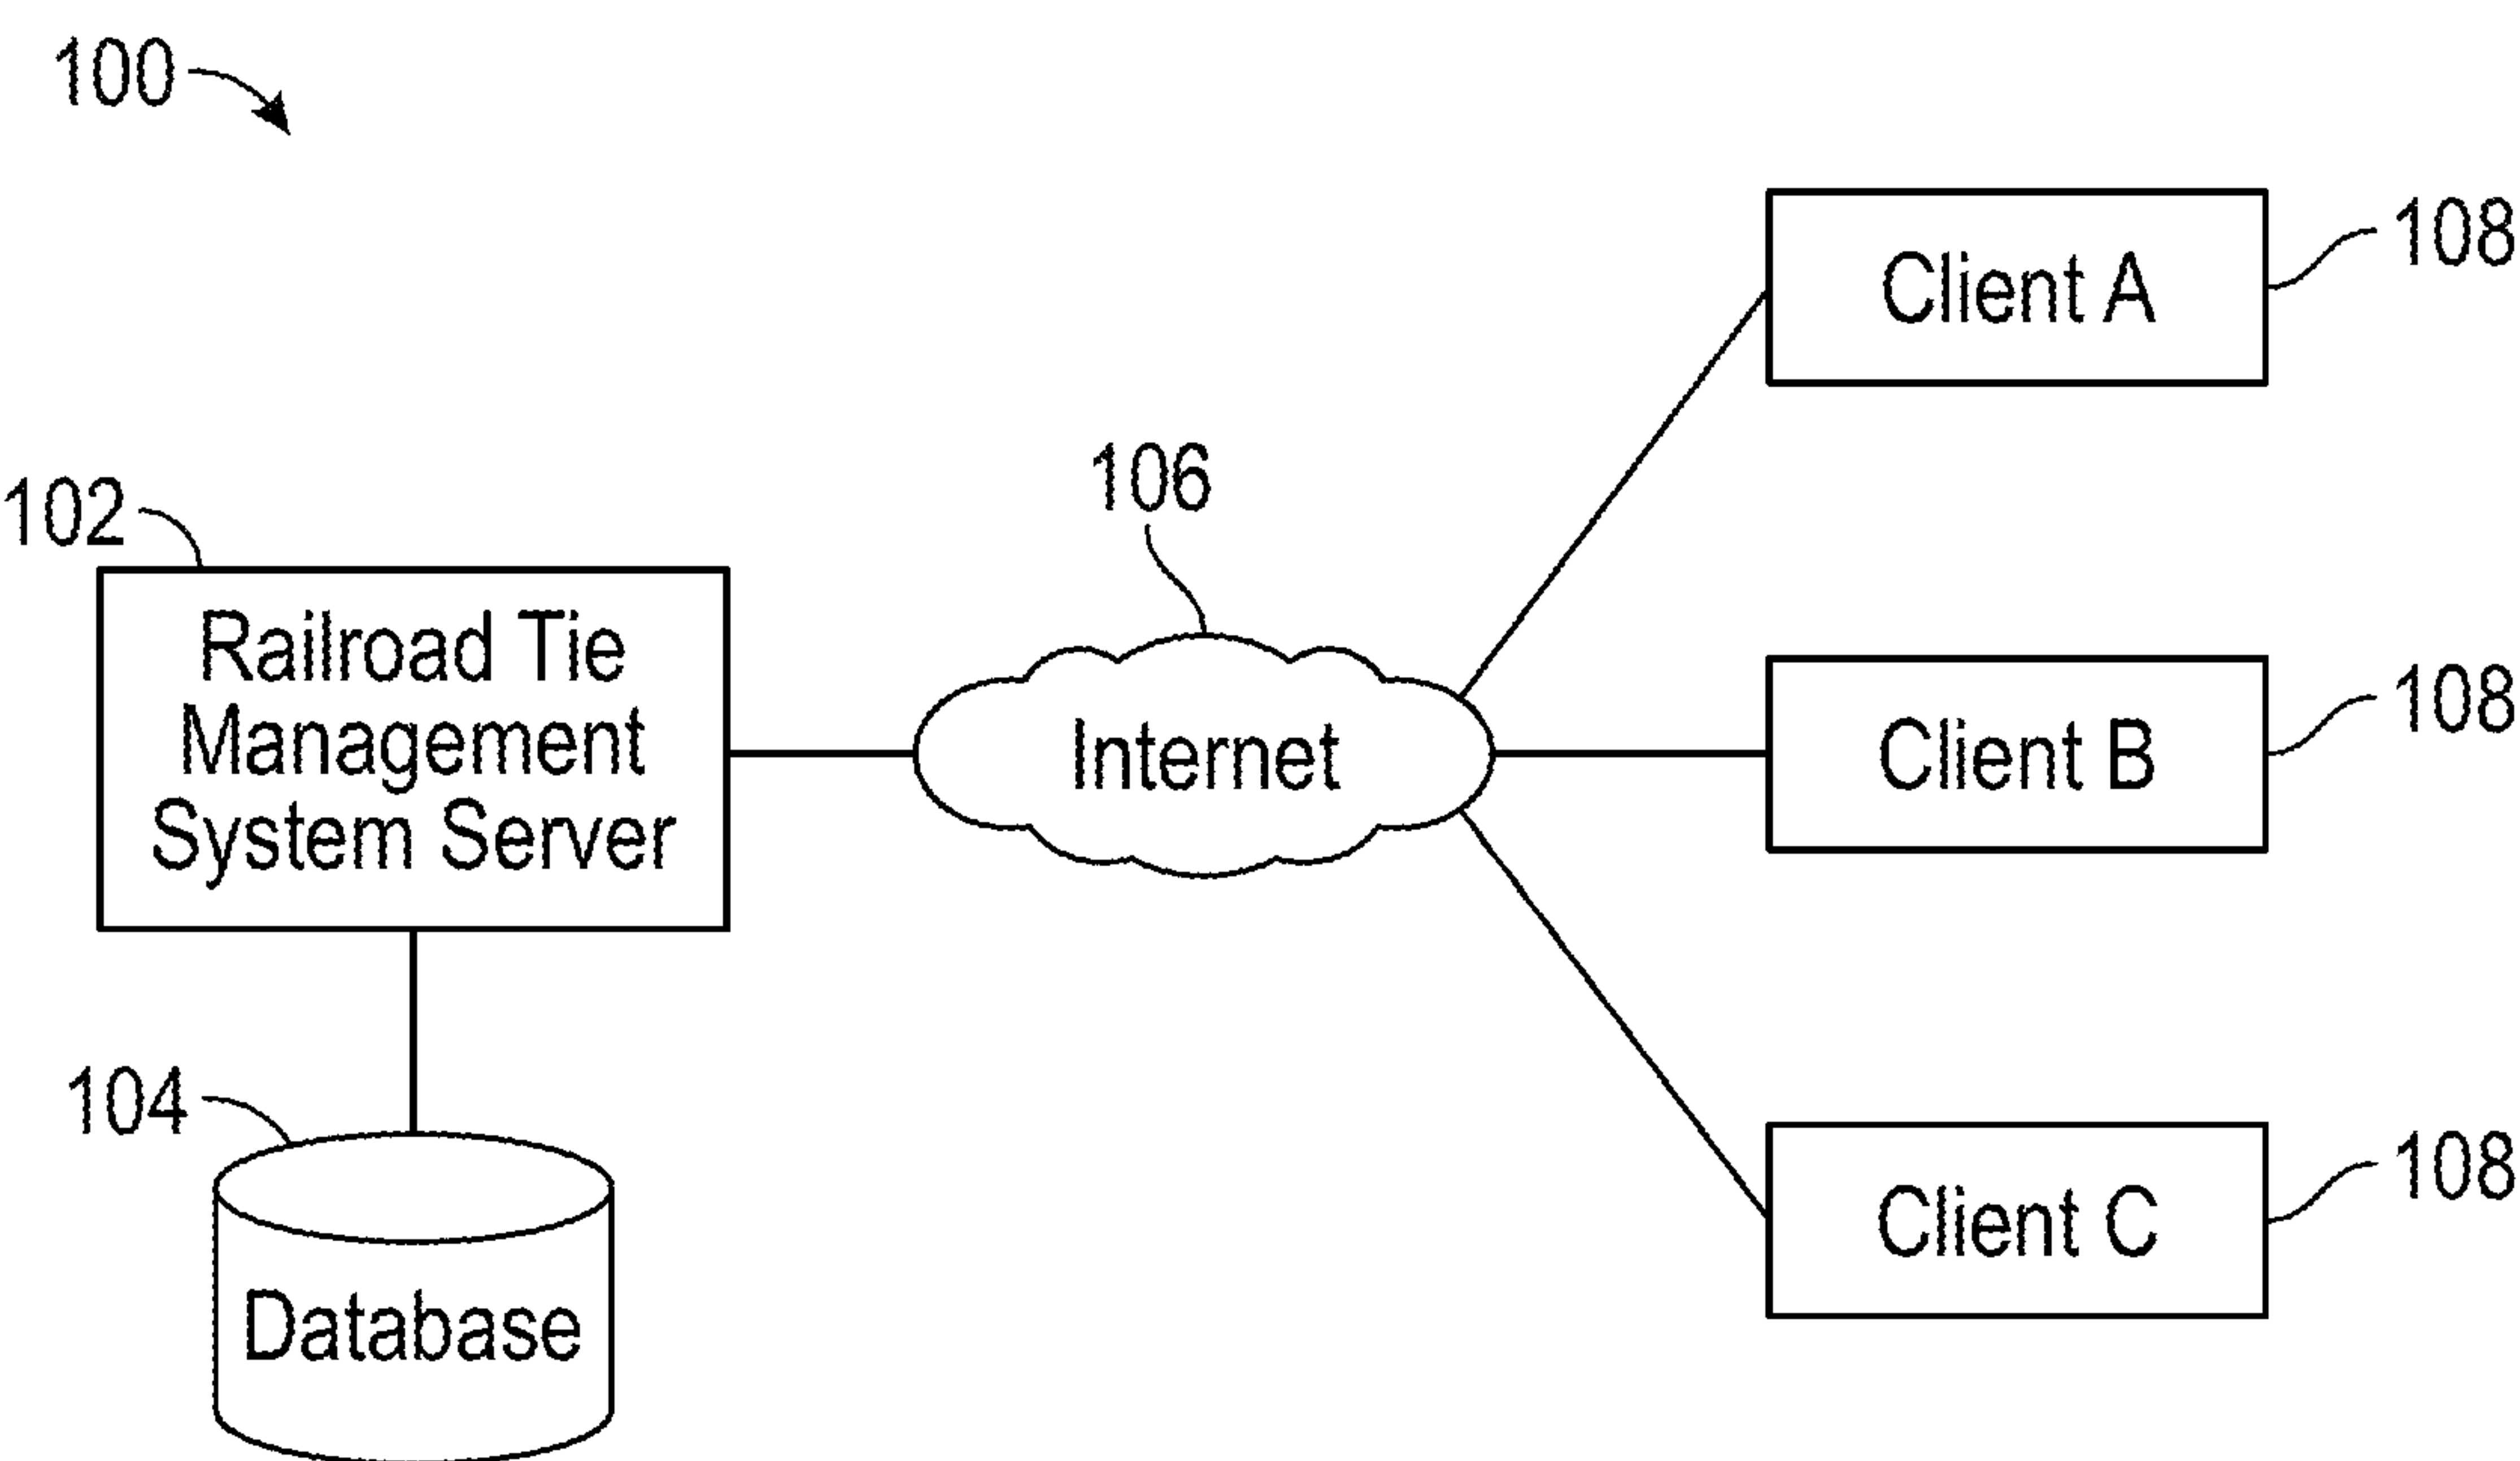 100
108
Client A
106
102
Railroad Tie
Management
System Server
Internet
108
Client B
104
Database
108
Client C